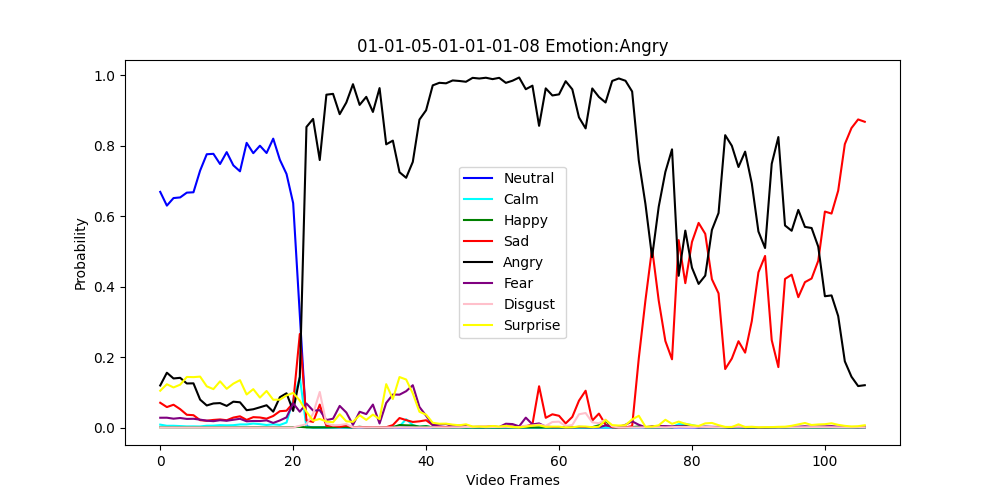 01-01-05-01-01-01-08 Emotion:Angry
Probability
1.0
0.8
0.6
0.4
0.2
0.0
Neutral
Calm
Happy
Sad
Angry
Fear
Disgust
Surprise
0 20 40 60 80 100
Video Frames